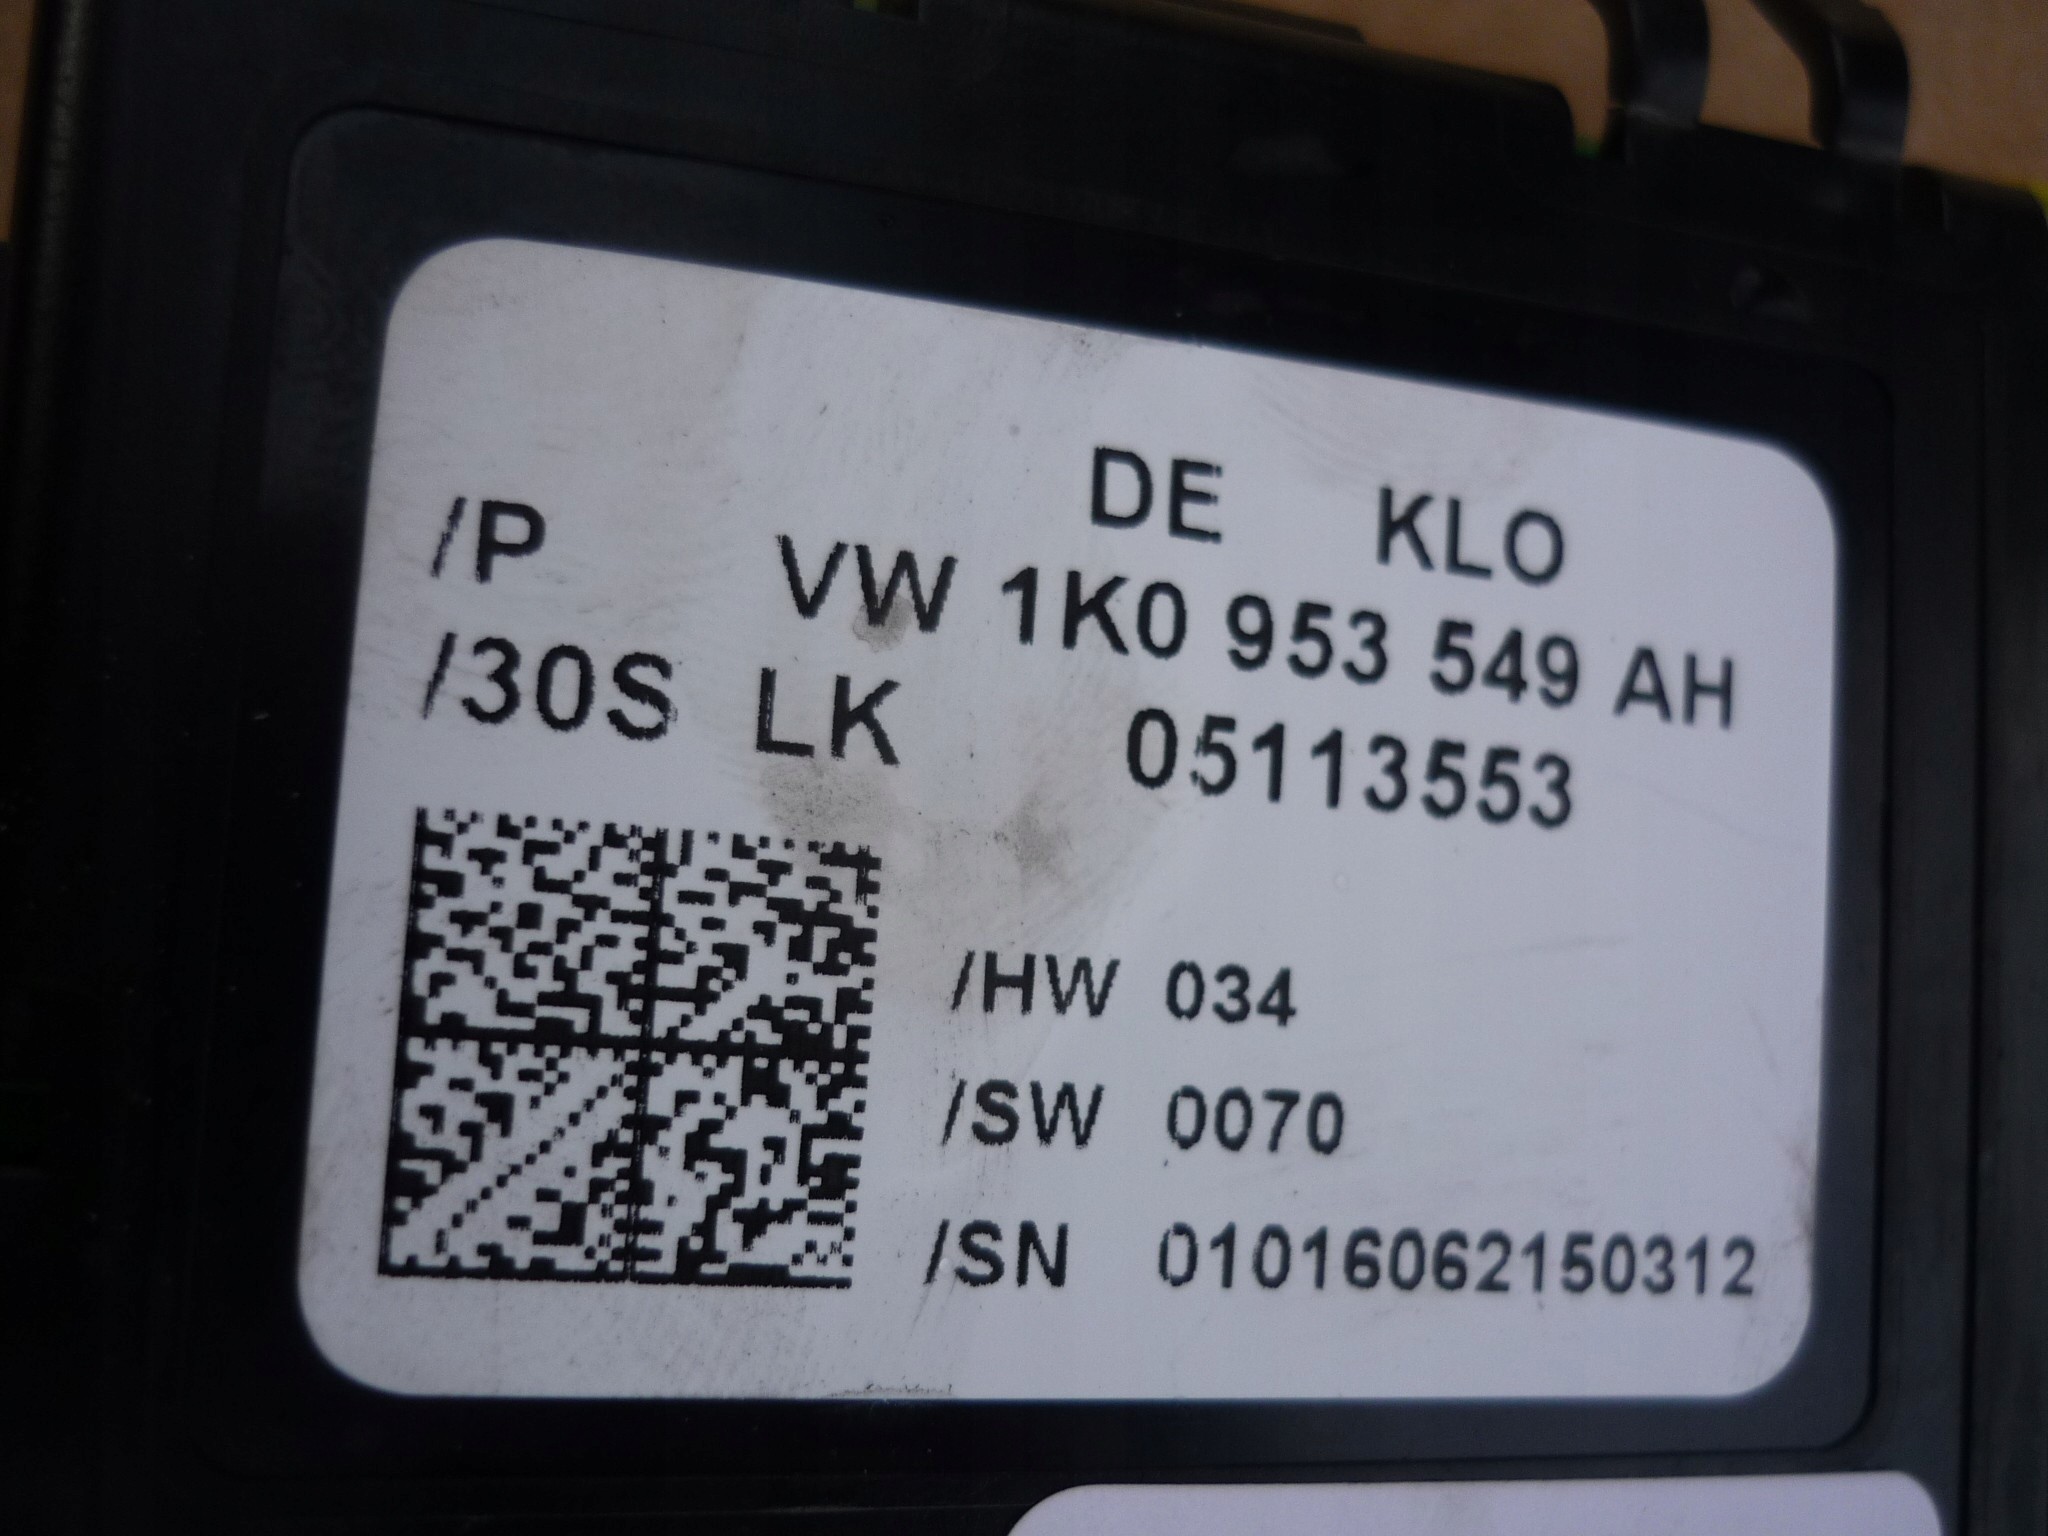 DE KLO
/P VW 1K0 953 549 AH
/30S LK 05113553
/HW 034
/SW 0070
/SN 01016062150312